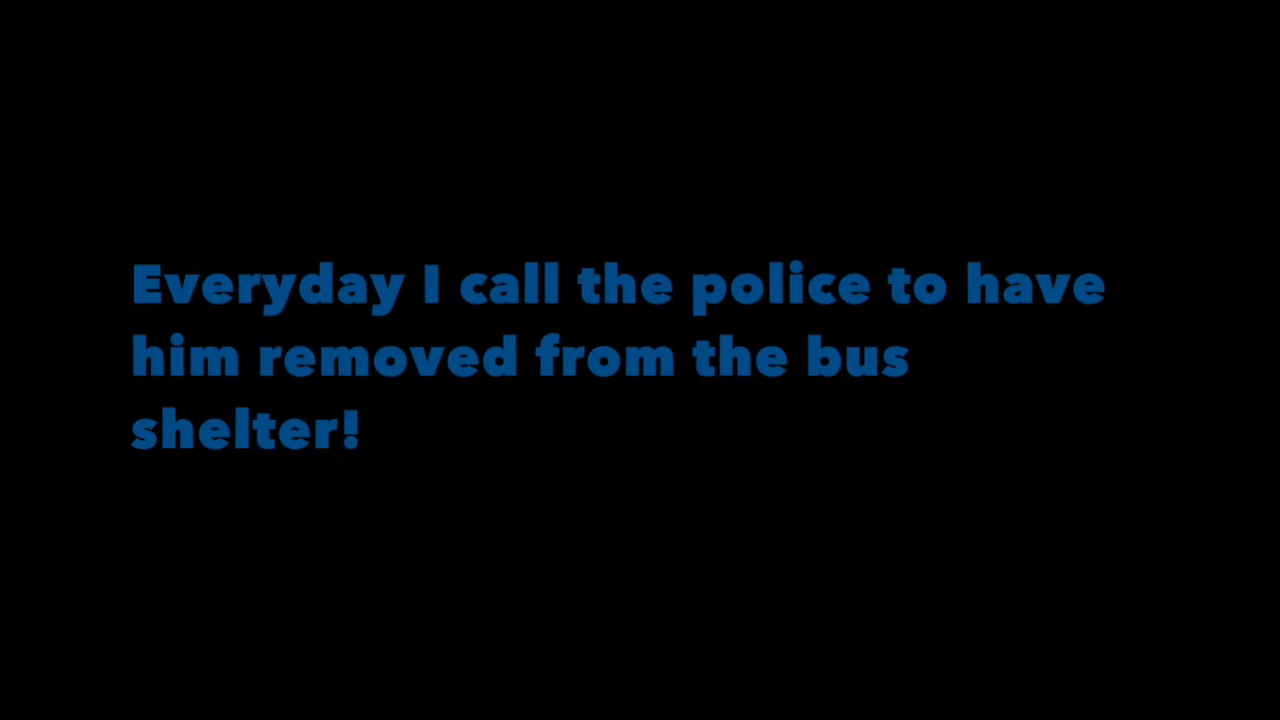 Everyday I call the police to have
him removed from the bus
shelter!